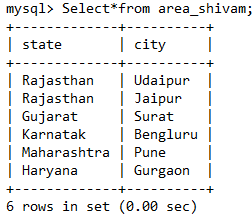 mysql> Select*from area_shivam;
+-------------+----------+
| state       | city     |
+-------------+----------+
| Rajasthan   | Udaipur  |
| Rajasthan   | Jaipur   |
| Gujarat     | Surat    |
| Karnatak    | Bengluru |
| Maharashtra | Pune     |
| Haryana     | Gurgaon  |
+-------------+----------+
6 rows in set (0.00 sec)